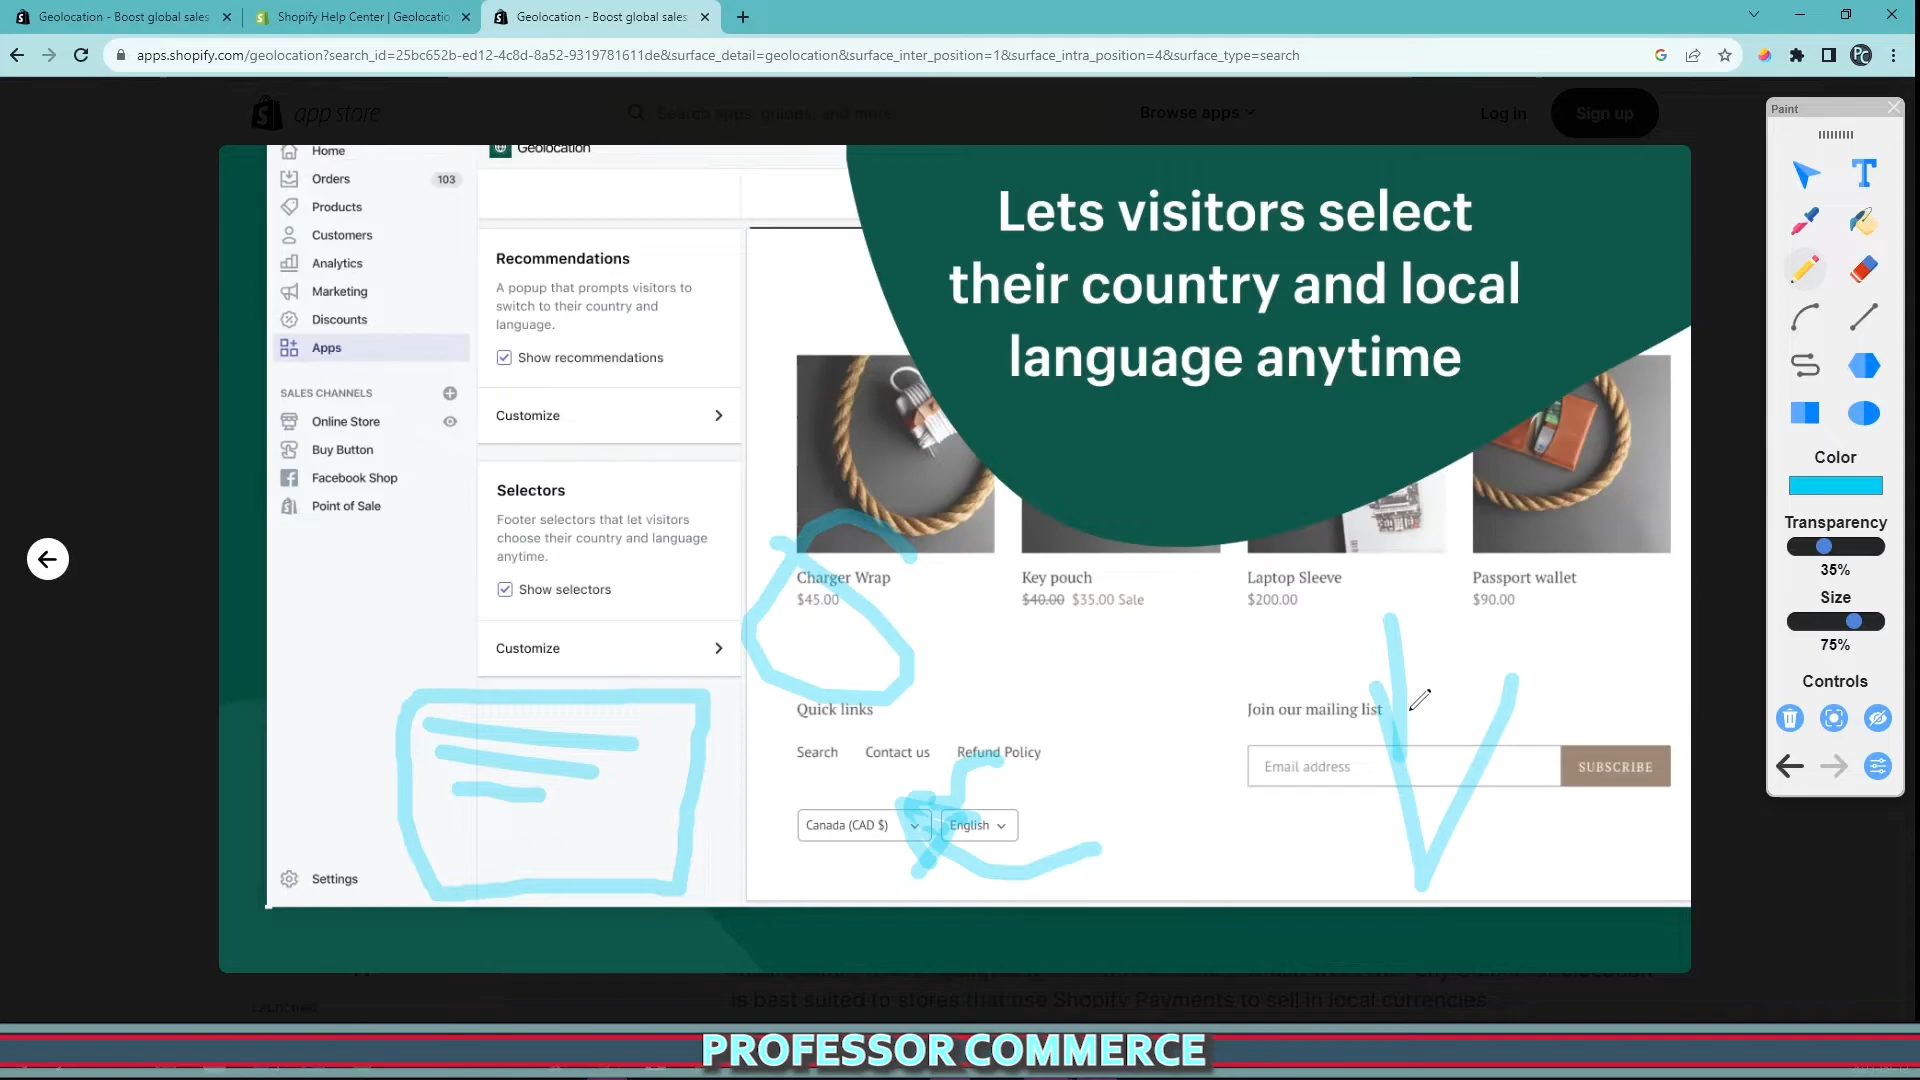 Geolocation - Boost global sales
Shopify Help Center | Geolocatio
Geolocation - Boost global sales
apps.shopify.com/geolocation?search_id=25bc652b-ed12-4c8d-8a52-9319781611de&surface_detail=geolocation&surface_inter_position=1&surface_intra_position=4&surface_type=search
app store
Search apps, guides, and more
Browse apps
Log in
Sign up
Paint
Home
Geolocation
Orders
103
Products
Customers
Analytics
Marketing
Discounts
Apps
SALES CHANNELS
Online Store
Buy Button
Facebook Shop
Point of Sale
Settings
Recommendations
A popup that prompts visitors to
switch to their country and
language.
Show recommendations
Customize
Selectors
Footer selectors that let visitors
choose their country and language
anytime.
Show selectors
Customize
Lets visitors select
their country and local
language anytime
Charger Wrap
$45.00
Key pouch
$40.00 $35.00 Sale
Laptop Sleeve
$200.00
Passport wallet
$90.00
Quick links
Search
Contact us
Refund Policy
Canada (CAD $)
English
Join our mailing list
Email address
SUBSCRIBE
Color
Transparency
35%
Size
75%
Controls
Launched
is best suited to stores that use Shopify Payments to sell in local currencies
PROFESSOR COMMERCE